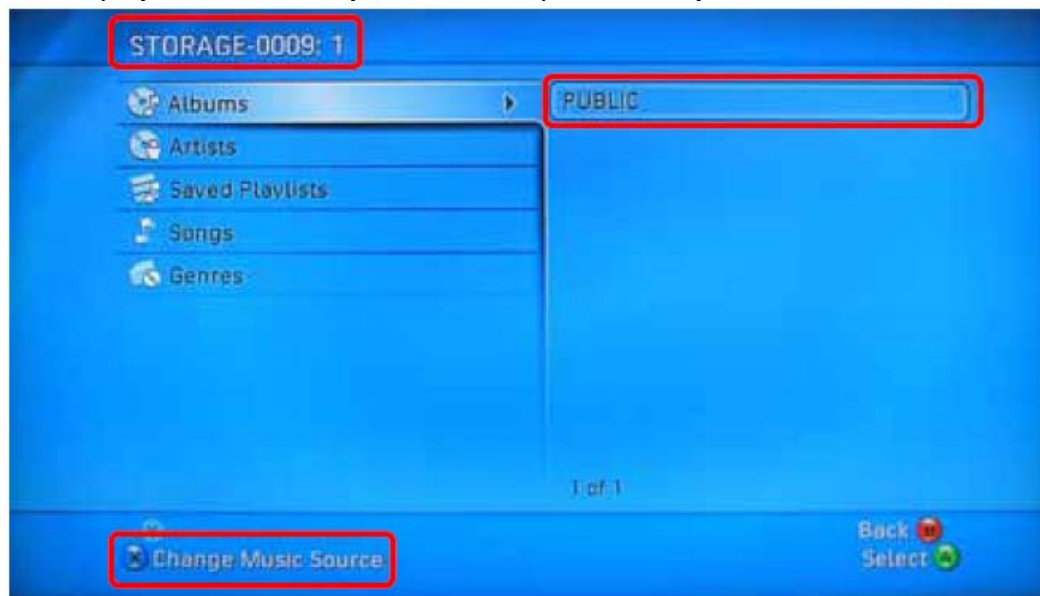 STORAGE-0009: 1
Albums
PUBLIC
Artists
Saved Playlists
Songs
Genres
1 of 1
Back B
X Change Music Source
Select A